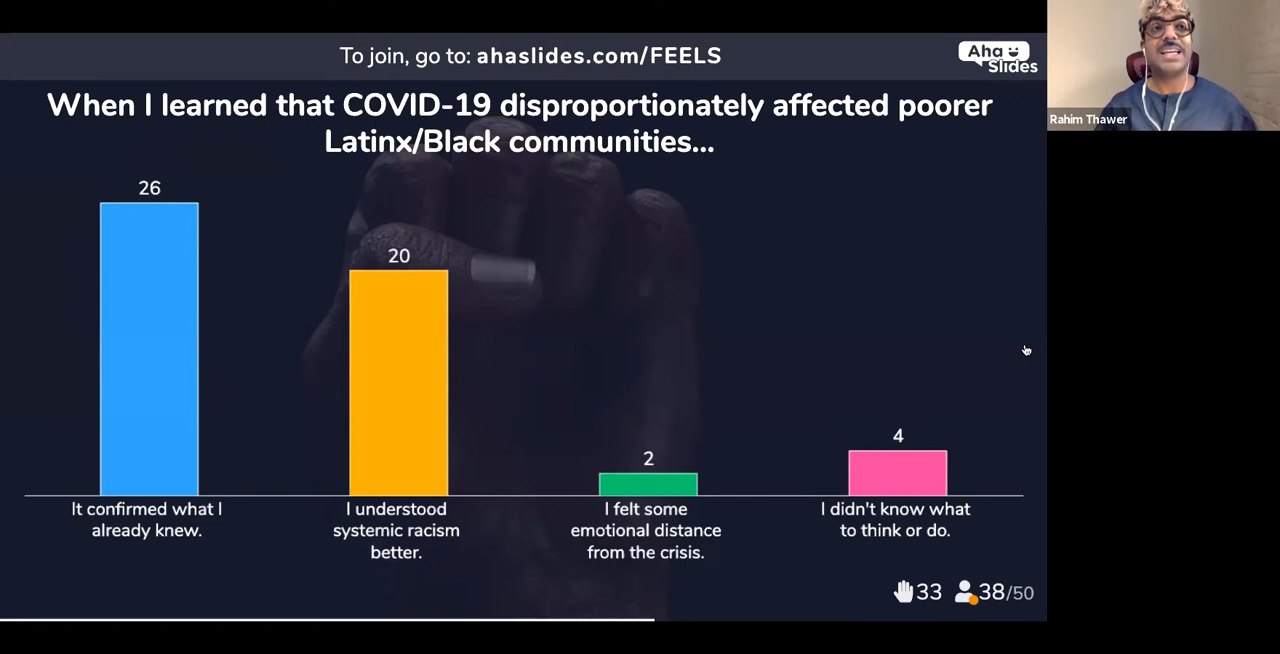 To join, go to: ahaslides.com/FEELS
Aha
Slides
Rahim Thawer
When I learned that COVID-19 disproportionately affected poorer
Latinx/Black communities...
26
20
2
4
It confirmed what I
already knew.
I understood
systemic racism
better.
I felt some
emotional distance
from the crisis.
I didn't know what
to think or do.
33
38/50